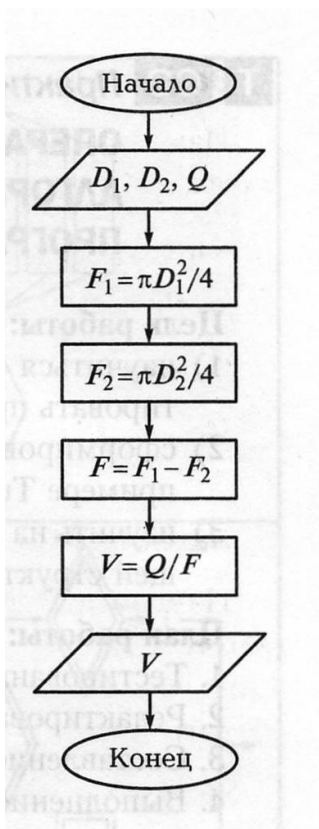 Начало
D₁, D₂, Q
F₁=πD₁²/4
F₂=πD₂²/4
F=F₁–F₂
V=Q/F
V
Конец